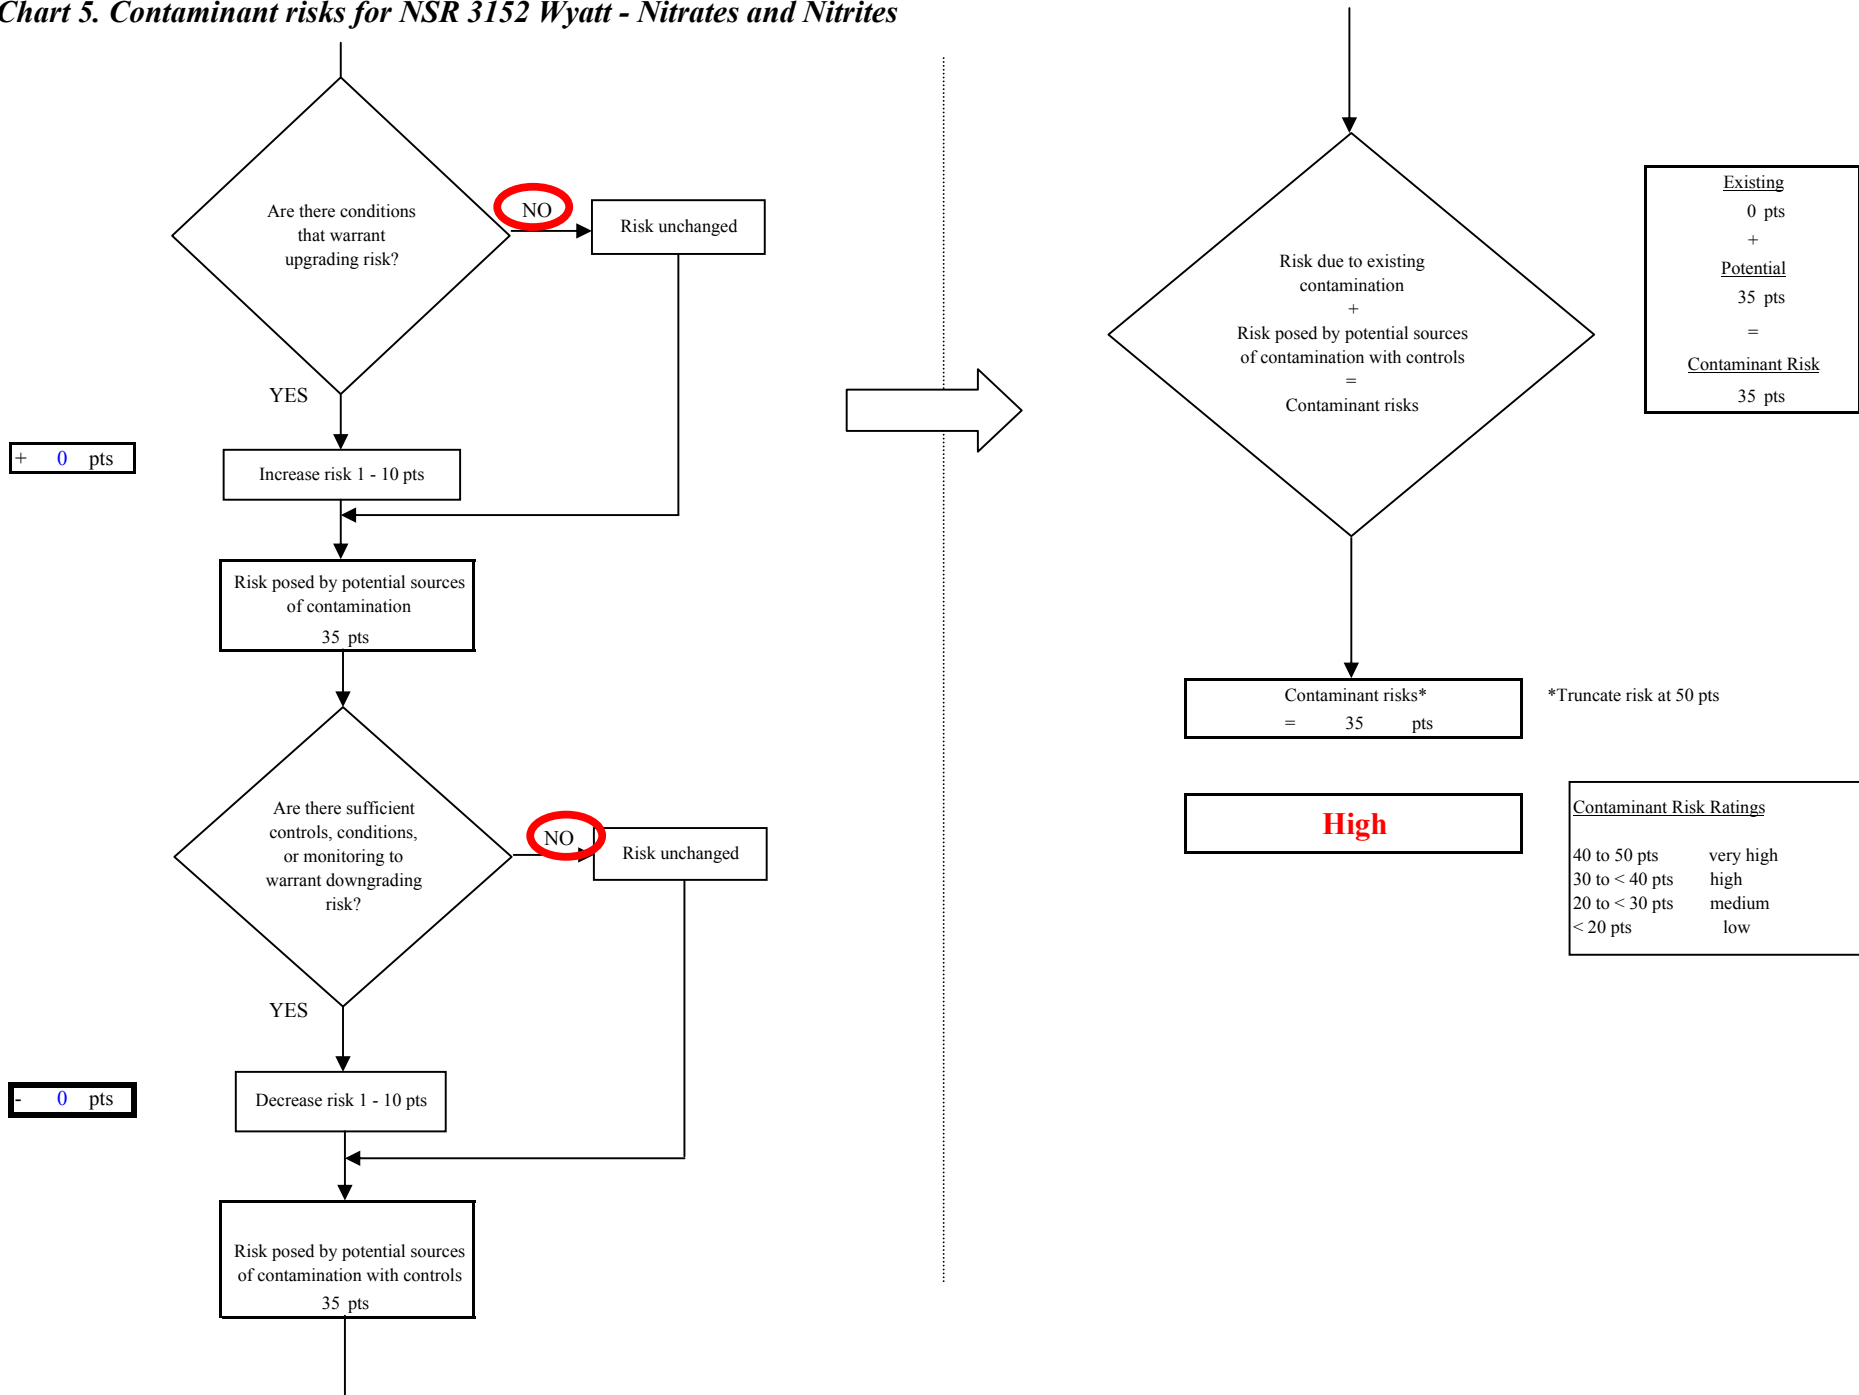 Chart 5. Contaminant risks for NSR 3152 Wyatt - Nitrates and Nitrites
Are there conditions
that warrant
upgrading risk?
NO
Risk unchanged
YES
+ 0 pts
Increase risk 1 - 10 pts
Risk posed by potential sources
of contamination
35 pts
Are there sufficient
controls, conditions,
or monitoring to
warrant downgrading
risk?
NO
Risk unchanged
YES
- 0 pts
Decrease risk 1 - 10 pts
Risk posed by potential sources
of contamination with controls
35 pts
Risk due to existing
contamination
+
Risk posed by potential sources
of contamination with controls
=
Contaminant risks
Existing
0 pts
+
Potential
35 pts
=
Contaminant Risk
35 pts
Contaminant risks*
= 35 pts
*Truncate risk at 50 pts
High
Contaminant Risk Ratings
40 to 50 pts very high
30 to < 40 pts high
20 to < 30 pts medium
< 20 pts low